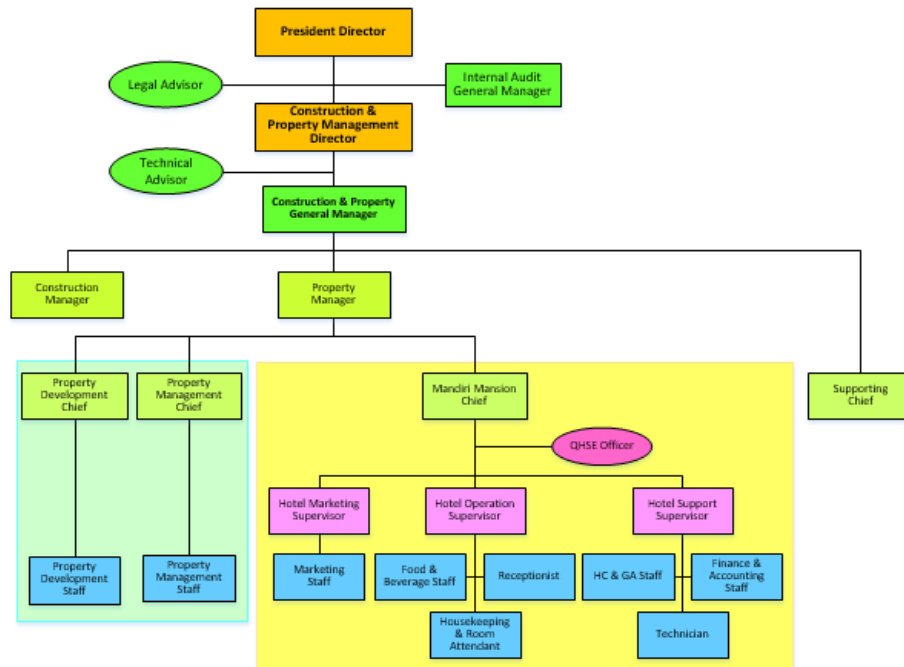 President Director
Legal Advisor
Internal Audit
General Manager
Construction &
Property Management
Director
Technical
Advisor
Construction & Property
General Manager
Construction
Manager
Property
Manager
Property
Development
Chief
Property
Management
Chief
Mandiri Mansion
Chief
Supporting
Chief
QHSE Officer
Hotel Marketing
Supervisor
Hotel Operation
Supervisor
Hotel Support
Supervisor
Property
Development
Staff
Property
Management
Staff
Marketing
Staff
Food &
Beverage Staff
Receptionist
HC & GA Staff
Finance &
Accounting
Staff
Housekeeping
& Room
Attendant
Technician